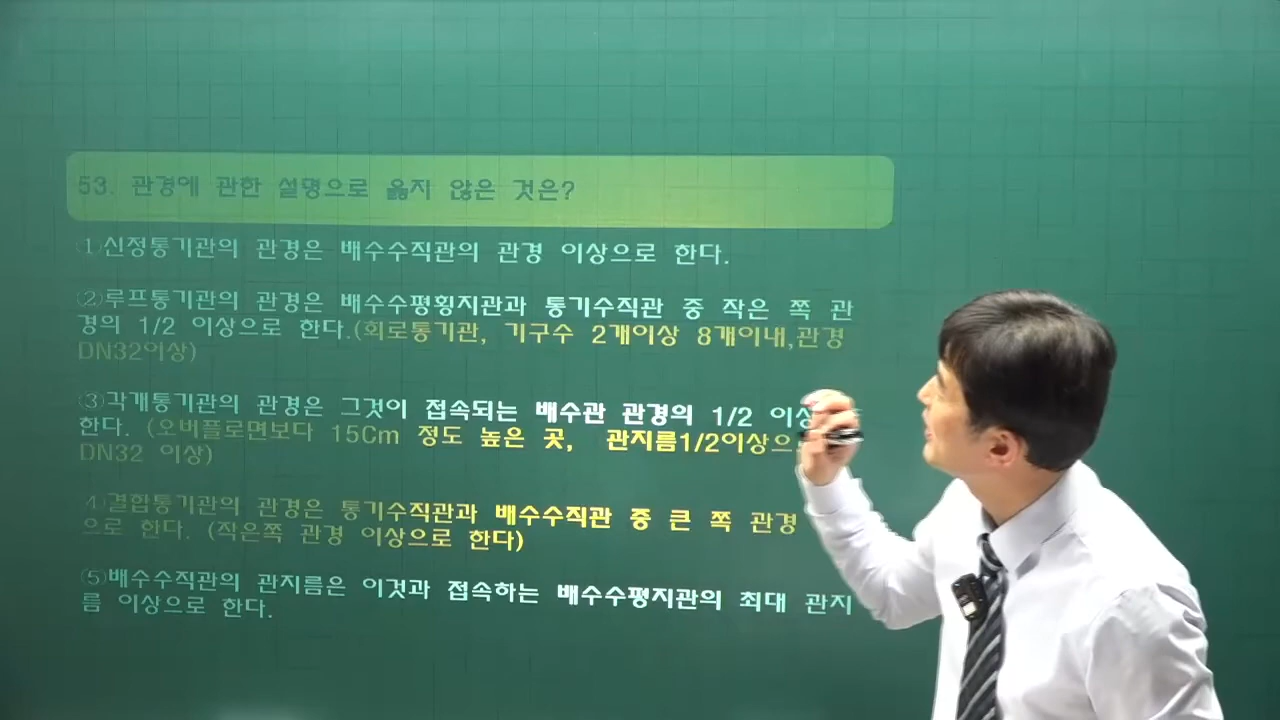 53. 관경에 관한 설명으로 옳지 않은 것은?
①신정통기관의 관경은 배수수직관의 관경 이상으로 한다.
②루프통기관의 관경은 배수수평횡지관과 통기수직관 중 작은 쪽 관
경의 1/2 이상으로 한다.(회로통기관, 기구수 2개이상 8개이내,관경
DN32이상)
③각개통기관의 관경은 그것이 접속되는 배수관 관경의 1/2 이상
한다. (오버플로면보다 15Cm 정도 높은 곳, 관지름1/2이상으
DN32 이상)
④결합통기관의 관경은 통기수직관과 배수수직관 중 큰 쪽 관경
으로 한다. (작은쪽 관경 이상으로 한다)
⑤배수수직관의 관지름은 이것과 접속하는 배수수평지관의 최대 관지
름 이상으로 한다.